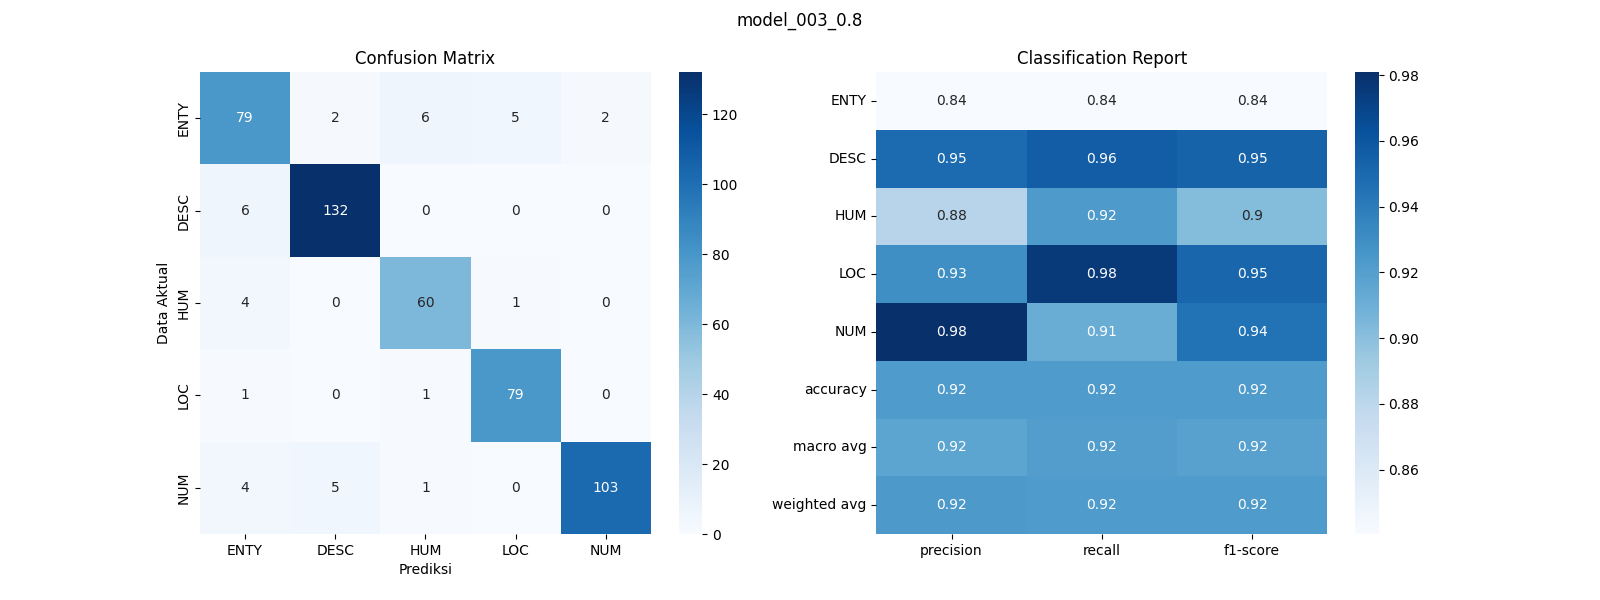 model_003_0.8
Confusion Matrix
Data Aktual
ENTY 79 2 6 5 2
DESC 6 132 0 0 0
HUM 4 0 60 1 0
LOC 1 0 1 79 0
NUM 4 5 1 0 103
ENTY DESC HUM LOC NUM
Prediksi
120
100
80
60
40
20
0
Classification Report
ENTY 0.84 0.84 0.84
DESC 0.95 0.96 0.95
HUM 0.88 0.92 0.9
LOC 0.93 0.98 0.95
NUM 0.98 0.91 0.94
accuracy 0.92 0.92 0.92
macro avg 0.92 0.92 0.92
weighted avg 0.92 0.92 0.92
precision recall f1-score
0.98
0.96
0.94
0.92
0.90
0.88
0.86